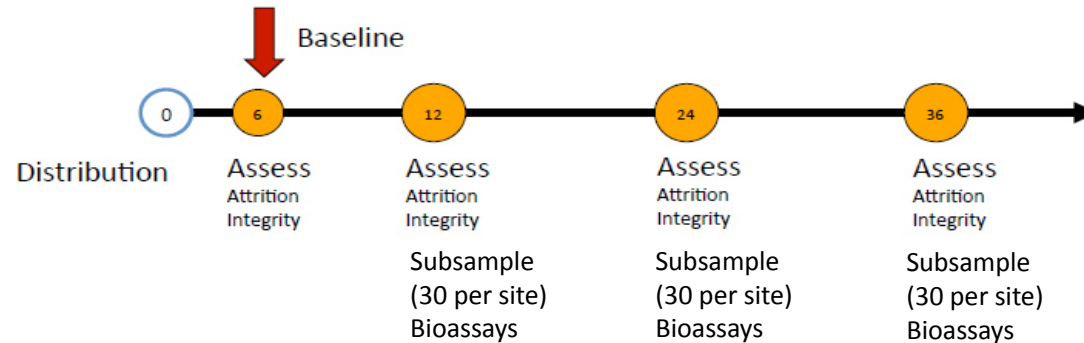 Baseline
0
6
12
24
36
Distribution
Assess
Attrition
Integrity
Assess
Attrition
Integrity
Subsample
(30 per site)
Bioassays
Assess
Attrition
Integrity
Subsample
(30 per site)
Bioassays
Assess
Attrition
Integrity
Subsample
(30 per site)
Bioassays